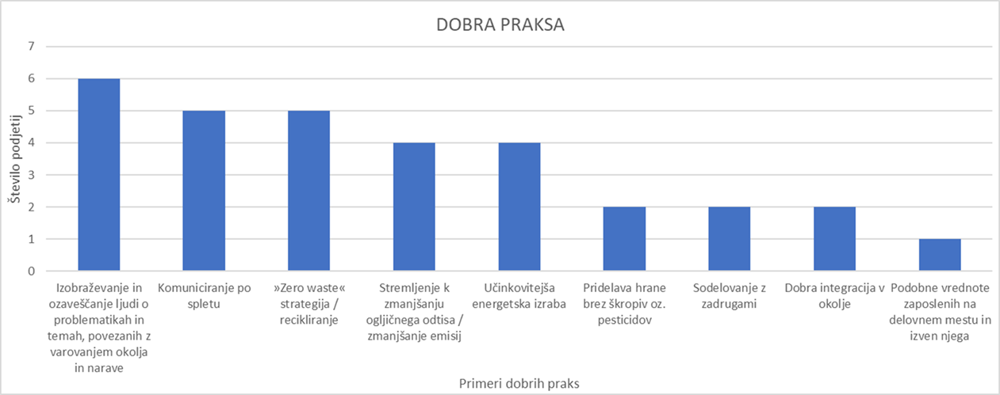 DOBRA PRAKSA
7
6
5
4
3
2
1
0
Število podjetij
Izobraževanje in
ozaveščanje ljudi o
problematikah in
temah, povezanih z
varovanjem okolja
in narave
Komuniciranje po
spletu
»Zero waste«
strategija /
recikliranje
Stremljenje k
zmanjšanju
ogljičnega odtisa /
zmanjšanje emisij
Učinkovitejša
energetska izraba
Pridelava hrane
brez škropiv oz.
pesticidov
Sodelovanje z
zadrugami
Dobra integracija v
okolje
Podobne vrednote
zaposlenih na
delovnem mestu in
izven njega
Primeri dobrih praks